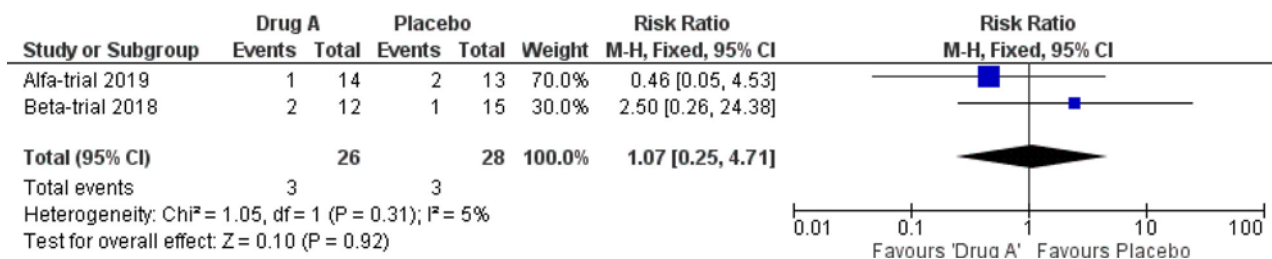 Drug A Placebo Risk Ratio Risk Ratio
Study or Subgroup Events Total Events Total Weight M-H, Fixed, 95% CI M-H, Fixed, 95% CI
Alfa-trial 2019 1 14 2 13 70.0% 0.46 [0.05, 4.53]
Beta-trial 2018 2 12 1 15 30.0% 2.50 [0.26, 24.38]
Total (95% CI) 26 28 100.0% 1.07 [0.25, 4.71]
Total events 3 3
Heterogeneity: Chi² = 1.05, df = 1 (P = 0.31); I² = 5%
Test for overall effect: Z = 0.10 (P = 0.92)
0.01 0.1 1 10 100
Favours 'Drug A' Favours Placebo